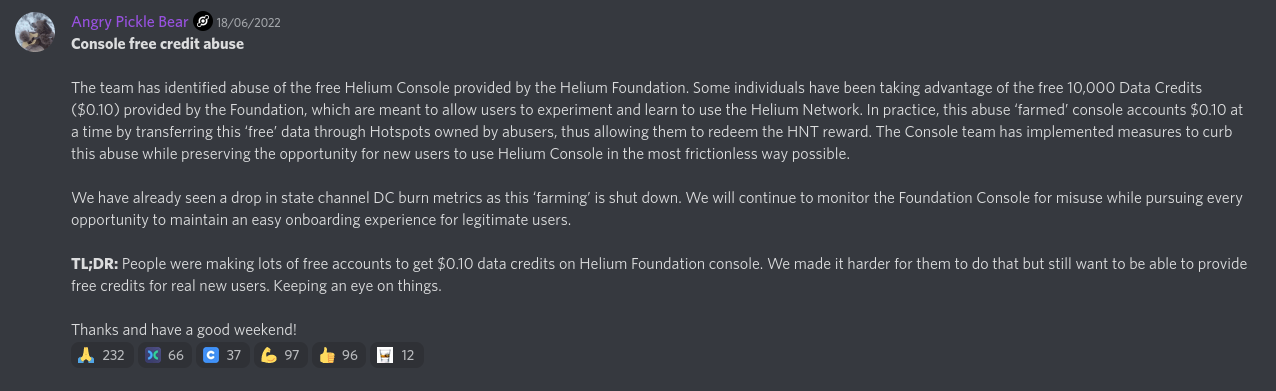 Angry Pickle Bear 18/06/2022
Console free credit abuse
The team has identified abuse of the free Helium Console provided by the Helium Foundation. Some individuals have been taking advantage of the free 10,000 Data Credits
($0.10) provided by the Foundation, which are meant to allow users to experiment and learn to use the Helium Network. In practice, this abuse ‘farmed’ console accounts $0.10 at
a time by transferring this ‘free’ data through Hotspots owned by abusers, thus allowing them to redeem the HNT reward. The Console team has implemented measures to curb
this abuse while preserving the opportunity for new users to use Helium Console in the most frictionless way possible.
We have already seen a drop in state channel DC burn metrics as this ‘farming’ is shut down. We will continue to monitor the Foundation Console for misuse while pursuing every
opportunity to maintain an easy onboarding experience for legitimate users.
TL;DR: People were making lots of free accounts to get $0.10 data credits on Helium Foundation console. We made it harder for them to do that but still want to be able to provide
free credits for real new users. Keeping an eye on things.
Thanks and have a good weekend!
232 66 37 97 96 12